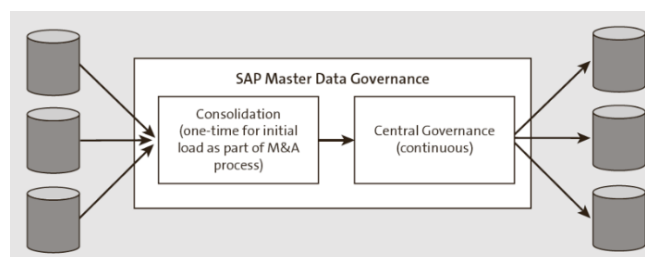 SAP Master Data Governance
Consolidation
(one-time for initial
load as part of M&A
process)
Central Governance
(continuous)